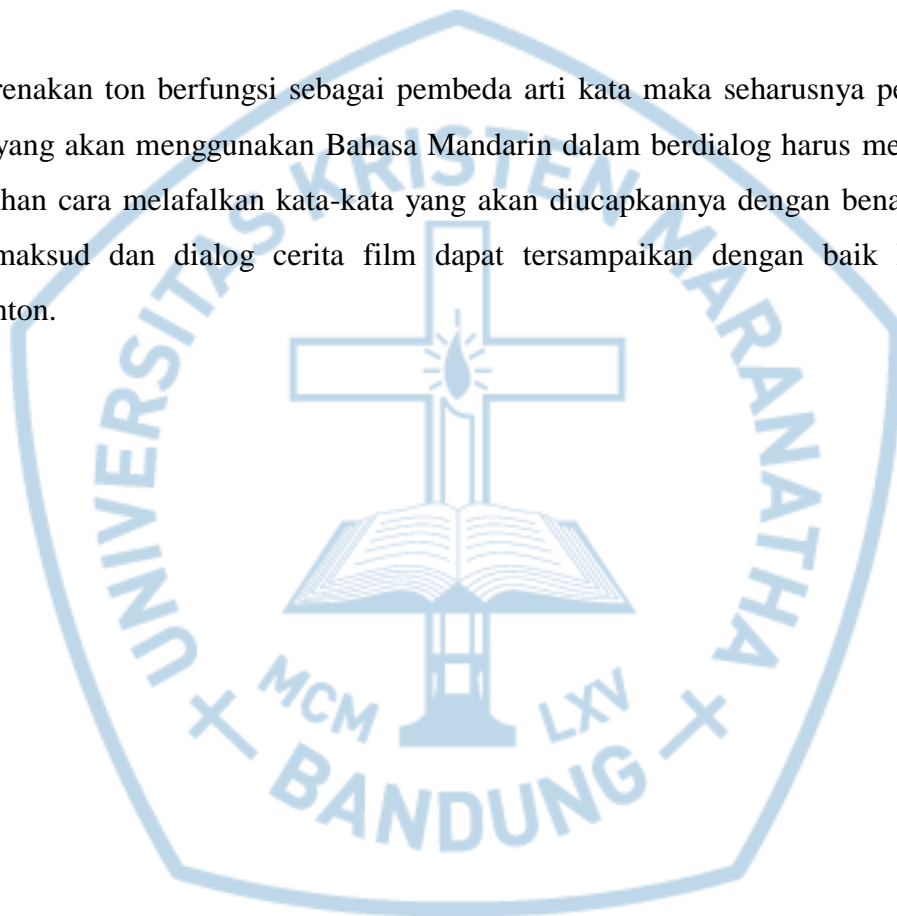 renakan ton berfungsi sebagai pembeda arti kata maka seharusnya pe
yang akan menggunakan Bahasa Mandarin dalam berdialog harus me
han cara melafalkan kata-kata yang akan diucapkannya dengan bena
maksud dan dialog cerita film dapat tersampaikan dengan baik
nton.
UNIVERSITAS KRISTEN MARANATHA
MCM LXV
BANDUNG